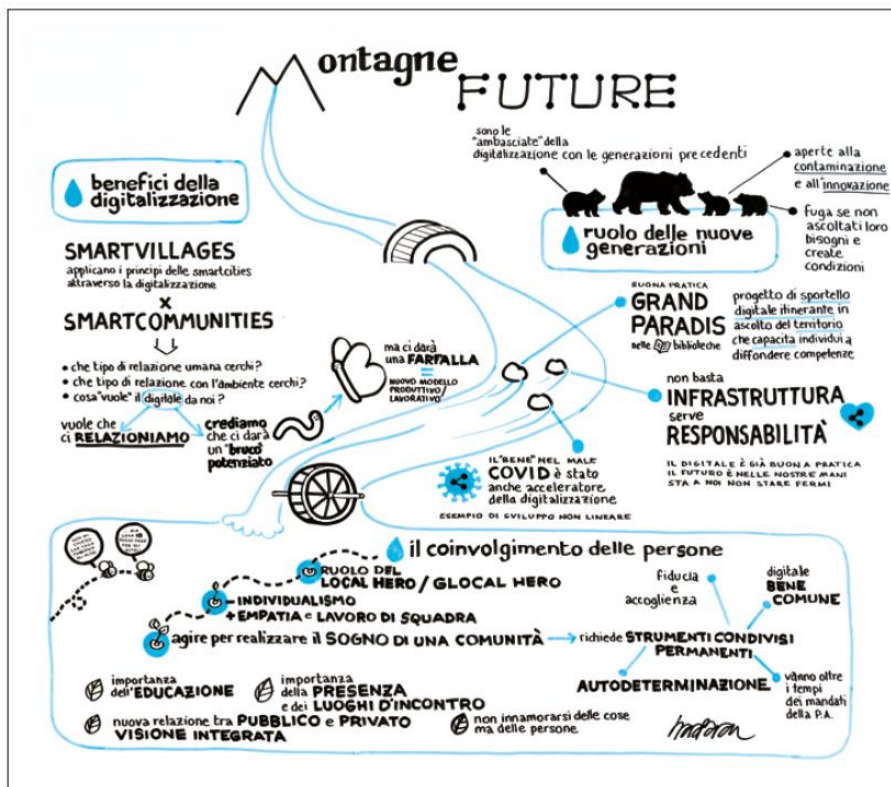 Montagne
FUTURE
benefici della
digitalizzazione
SMARTVILLAGES
applicano i principi delle smartcities
attraverso la digitalizzazione
x
SMARTCOMMUNITIES
• che tipo di relazione umana cerchi?
• che tipo di relazione con l'ambiente cerchi?
• cosa "vuole" il digitale da noi?
vuole che
ci RELAZIONIAMO
crediamo
che ci darà
un "bruco"
potenziato
ma ci darà
una FARFALLA
=
NUOVO MODELLO
PRODUTTIVO/
LAVORATIVO
sono le
"ambasciate" della
digitalizzazione con le generazioni precedenti
aperte alla
contaminazione
e all'innovazione
fuga se non
ascoltati loro
bisogni e
create
condizioni
ruolo delle nuove
generazioni
BUONA PRATICA
GRAND
PARADIS
nelle biblioteche
progetto di sportello
digitale itinerante in
ascolto del territorio
che capacita individui a
diffondere competenze
non basta
INFRASTRUTTURA
serve
RESPONSABILITÀ
IL DIGITALE È GIÀ BUONA PRATICA
IL FUTURO È NELLE NOSTRE MANI
STA A NOI NON STARE FERMI
IL "BENE" NEL MALE
COVID è stato
anche acceleratore
della digitalizzazione
ESEMPIO DI SVILUPPO NON LINEARE
il coinvolgimento delle persone
RUOLO DEL
LOCAL HERO / GLOCAL HERO
- INDIVIDUALISMO
+ EMPATIA e LAVORO DI SQUADRA
agire per realizzare il SOGNO DI UNA COMUNITÀ
richiede STRUMENTI CONDIVISI
PERMANENTI
fiducia
e
accoglienza
digitale
BENE
COMUNE
AUTODETERMINAZIONE
vanno oltre
i tempi
dei mandati
della P.A.
importanza
dell'EDUCAZIONE
importanza
della PRESENZA
e dei LUOGHI D'INCONTRO
nuova relazione tra PUBBLICO e PRIVATO
VISIONE INTEGRATA
non innamorarsi delle cose
ma delle persone